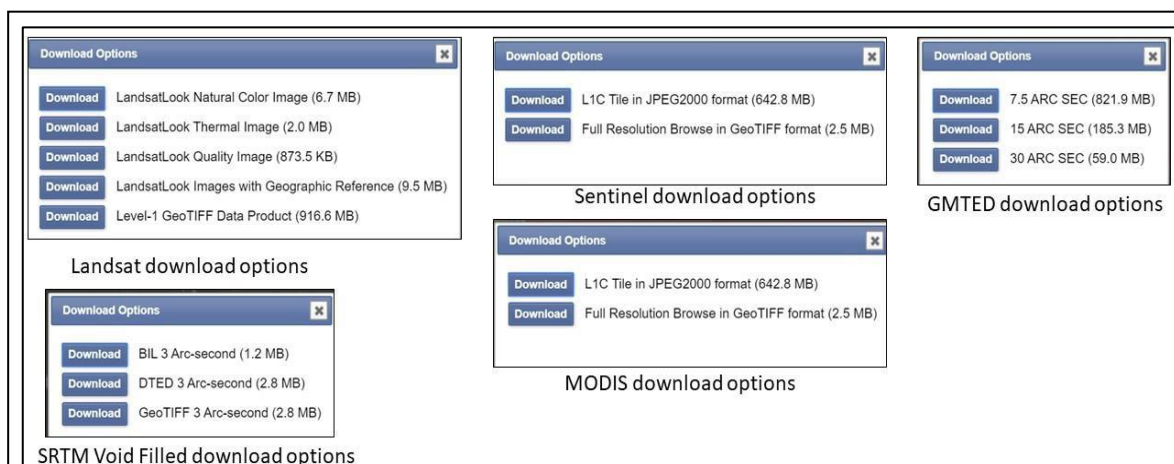 Download Options
Download LandsatLook Natural Color Image (6.7 MB)
Download LandsatLook Thermal Image (2.0 MB)
Download LandsatLook Quality Image (873.5 KB)
Download LandsatLook Images with Geographic Reference (9.5 MB)
Download Level-1 GeoTIFF Data Product (916.6 MB)
Landsat download options
Download Options
Download BIL 3 Arc-second (1.2 MB)
Download DTED 3 Arc-second (2.8 MB)
Download GeoTIFF 3 Arc-second (2.8 MB)
SRTM Void Filled download options
Download Options
Download L1C Tile in JPEG2000 format (642.8 MB)
Download Full Resolution Browse in GeoTIFF format (2.5 MB)
Sentinel download options
Download Options
Download L1C Tile in JPEG2000 format (642.8 MB)
Download Full Resolution Browse in GeoTIFF format (2.5 MB)
MODIS download options
Download Options
Download 7.5 ARC SEC (821.9 MB)
Download 15 ARC SEC (185.3 MB)
Download 30 ARC SEC (59.0 MB)
GMTED download options